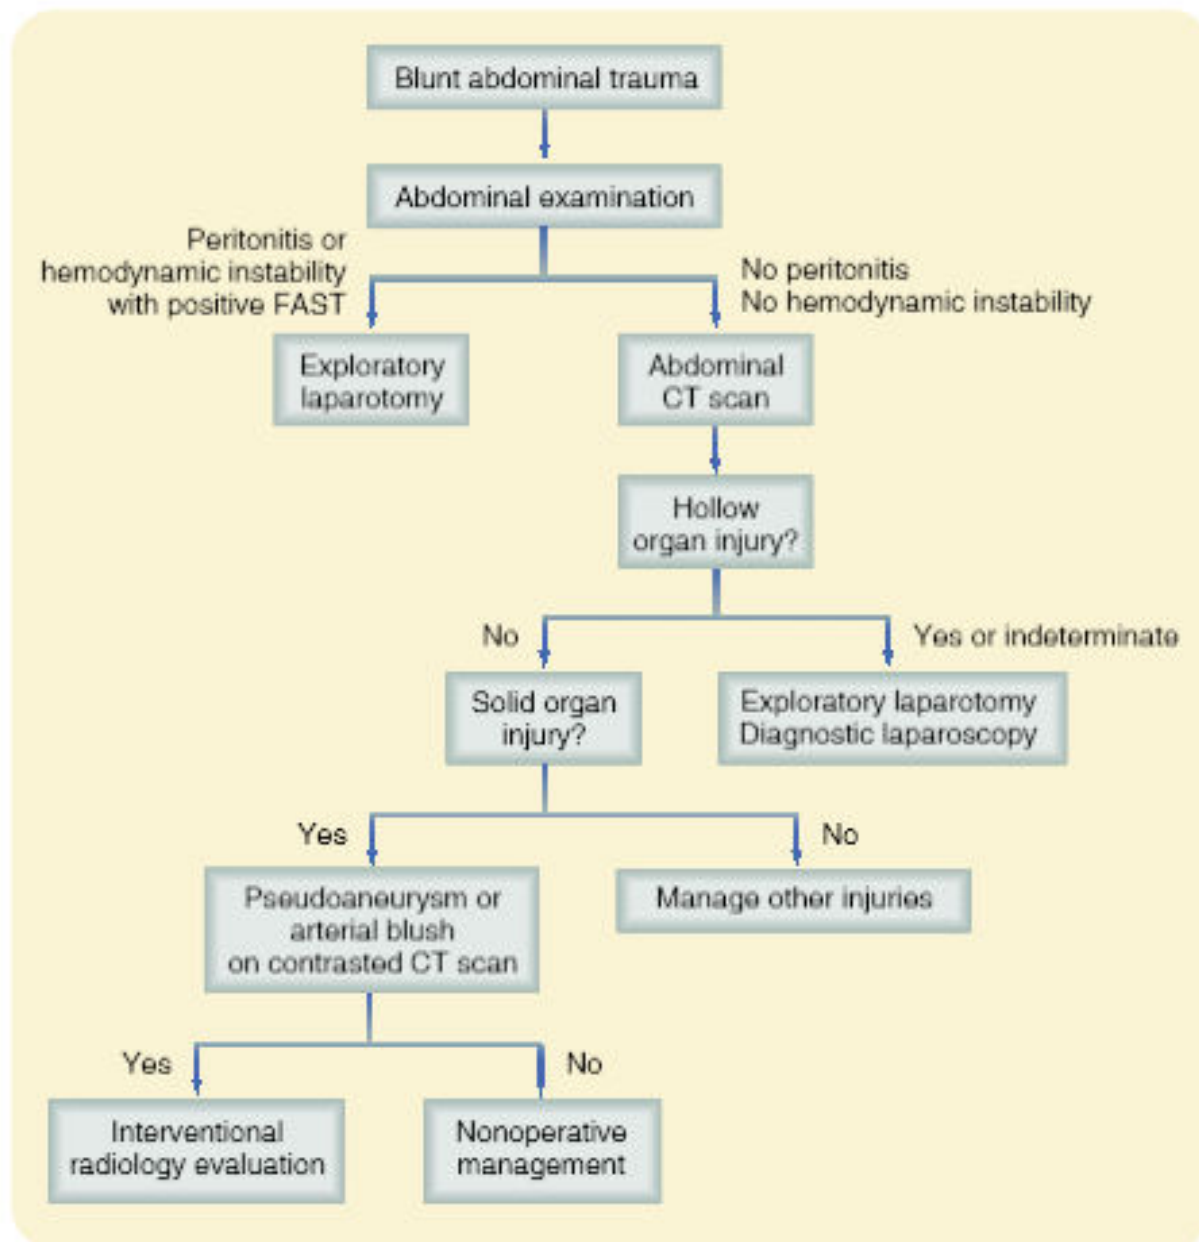 Blunt abdominal trauma
Abdominal examination
Peritonitis or
hemodynamic instability
with positive FAST
No peritonitis
No hemodynamic instability
Exploratory
laparotomy
Abdominal
CT scan
Hollow
organ injury?
No
Yes or indeterminate
Solid organ
injury?
Exploratory laparotomy
Diagnostic laparoscopy
Yes
No
Pseudoaneurysm or
arterial blush
on contrasted CT scan
Manage other injuries
Yes
No
Interventional
radiology evaluation
Nonoperative
management